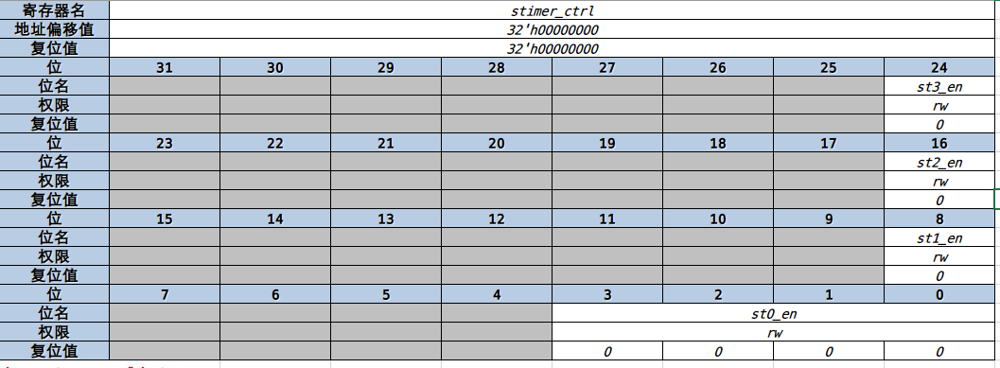 寄存器名 stimer_ctrl
地址偏移值 32'h00000000
复位值 32'h00000000
位 31 30 29 28 27 26 25 24
位名 st3_en
权限 rw
复位值 0
位 23 22 21 20 19 18 17 16
位名 st2_en
权限 rw
复位值 0
位 15 14 13 12 11 10 9 8
位名 st1_en
权限 rw
复位值 0
位 7 6 5 4 3 2 1 0
位名 st0_en
权限 rw
复位值 0 0 0 0